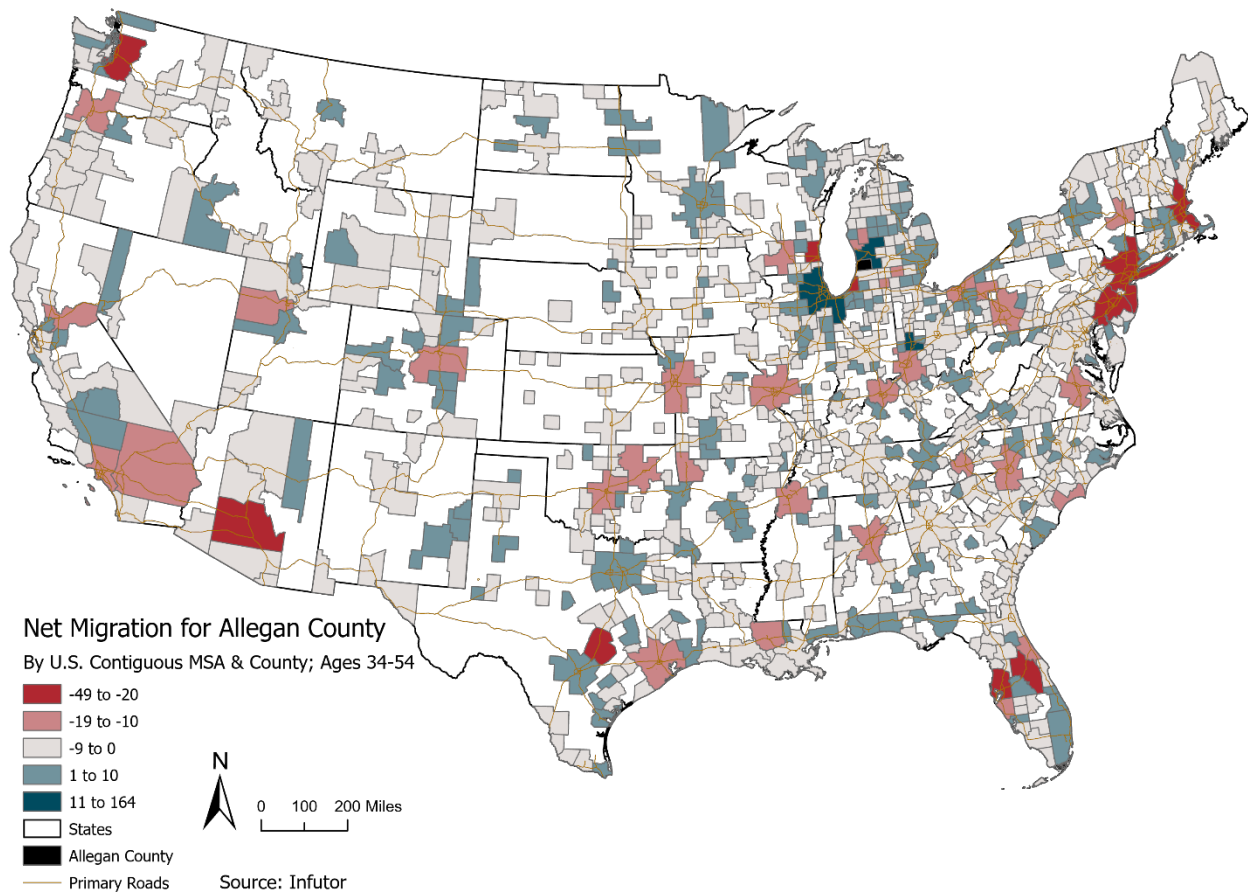 Net Migration for Allegan County
By U.S. Contiguous MSA & County; Ages 34-54
-49 to -20
-19 to -10
-9 to 0
1 to 10
11 to 164
States
Allegan County
Primary Roads
N
0 100 200 Miles
Source: Infutor